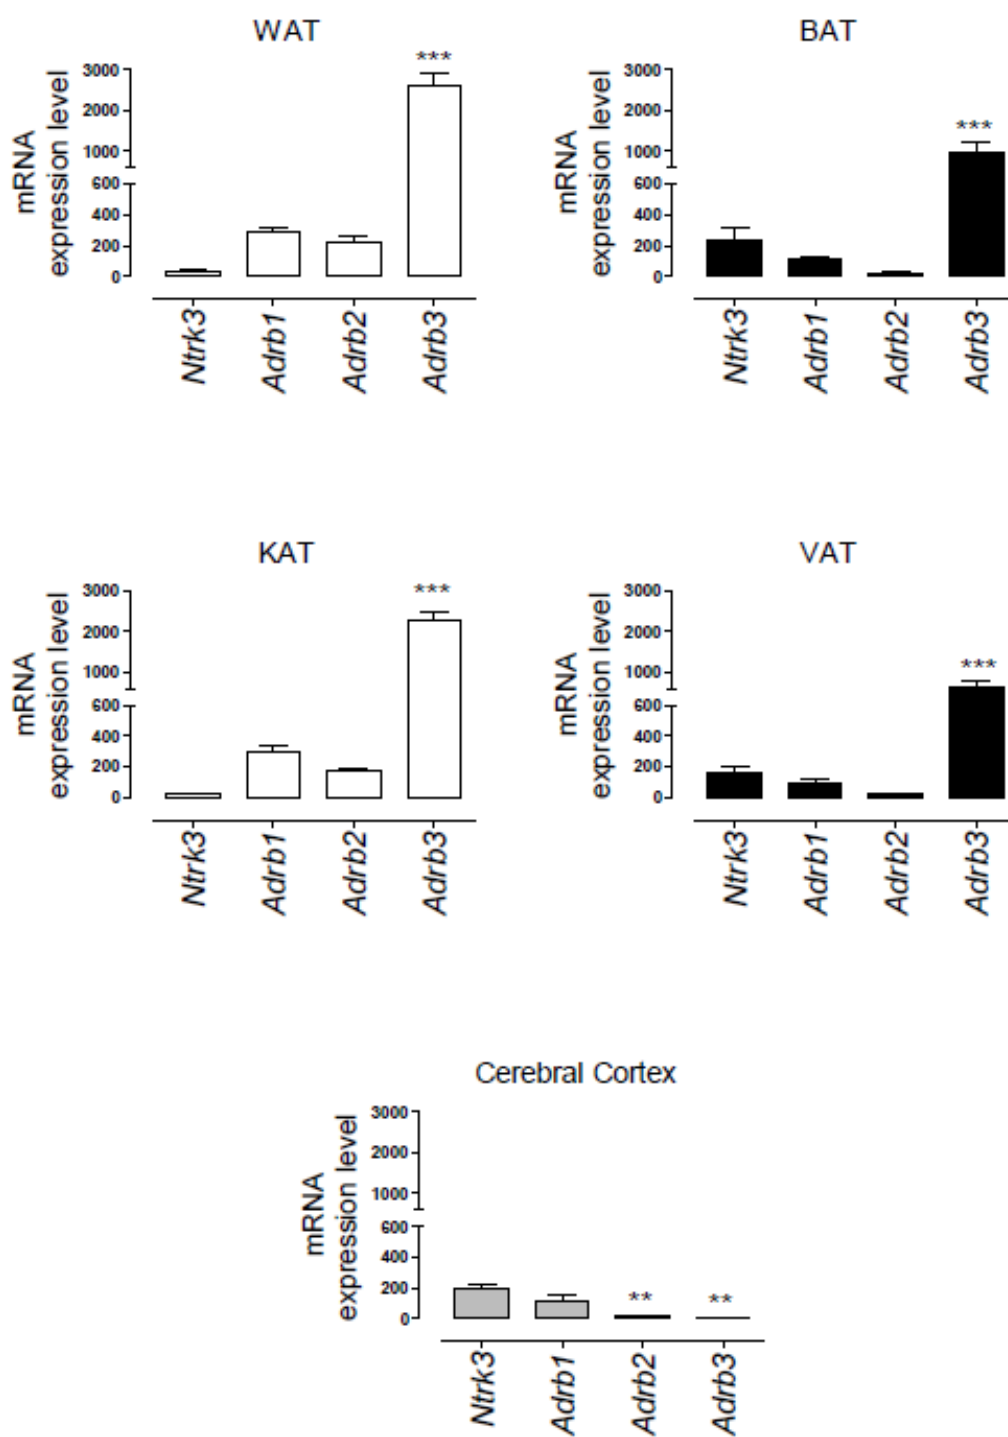 WAT
***
mRNA
expression level
3000
2000
1000
600
400
200
0
Ntrk3
Adrb1
Adrb2
Adrb3
BAT
***
mRNA
expression level
3000
2000
1000
600
400
200
0
Ntrk3
Adrb1
Adrb2
Adrb3
KAT
***
mRNA
expression level
3000
2000
1000
600
400
200
0
Ntrk3
Adrb1
Adrb2
Adrb3
VAT
***
mRNA
expression level
3000
2000
1000
600
400
200
0
Ntrk3
Adrb1
Adrb2
Adrb3
Cerebral Cortex
mRNA
expression level
3000
2000
1000
600
400
200
0
**
**
Ntrk3
Adrb1
Adrb2
Adrb3